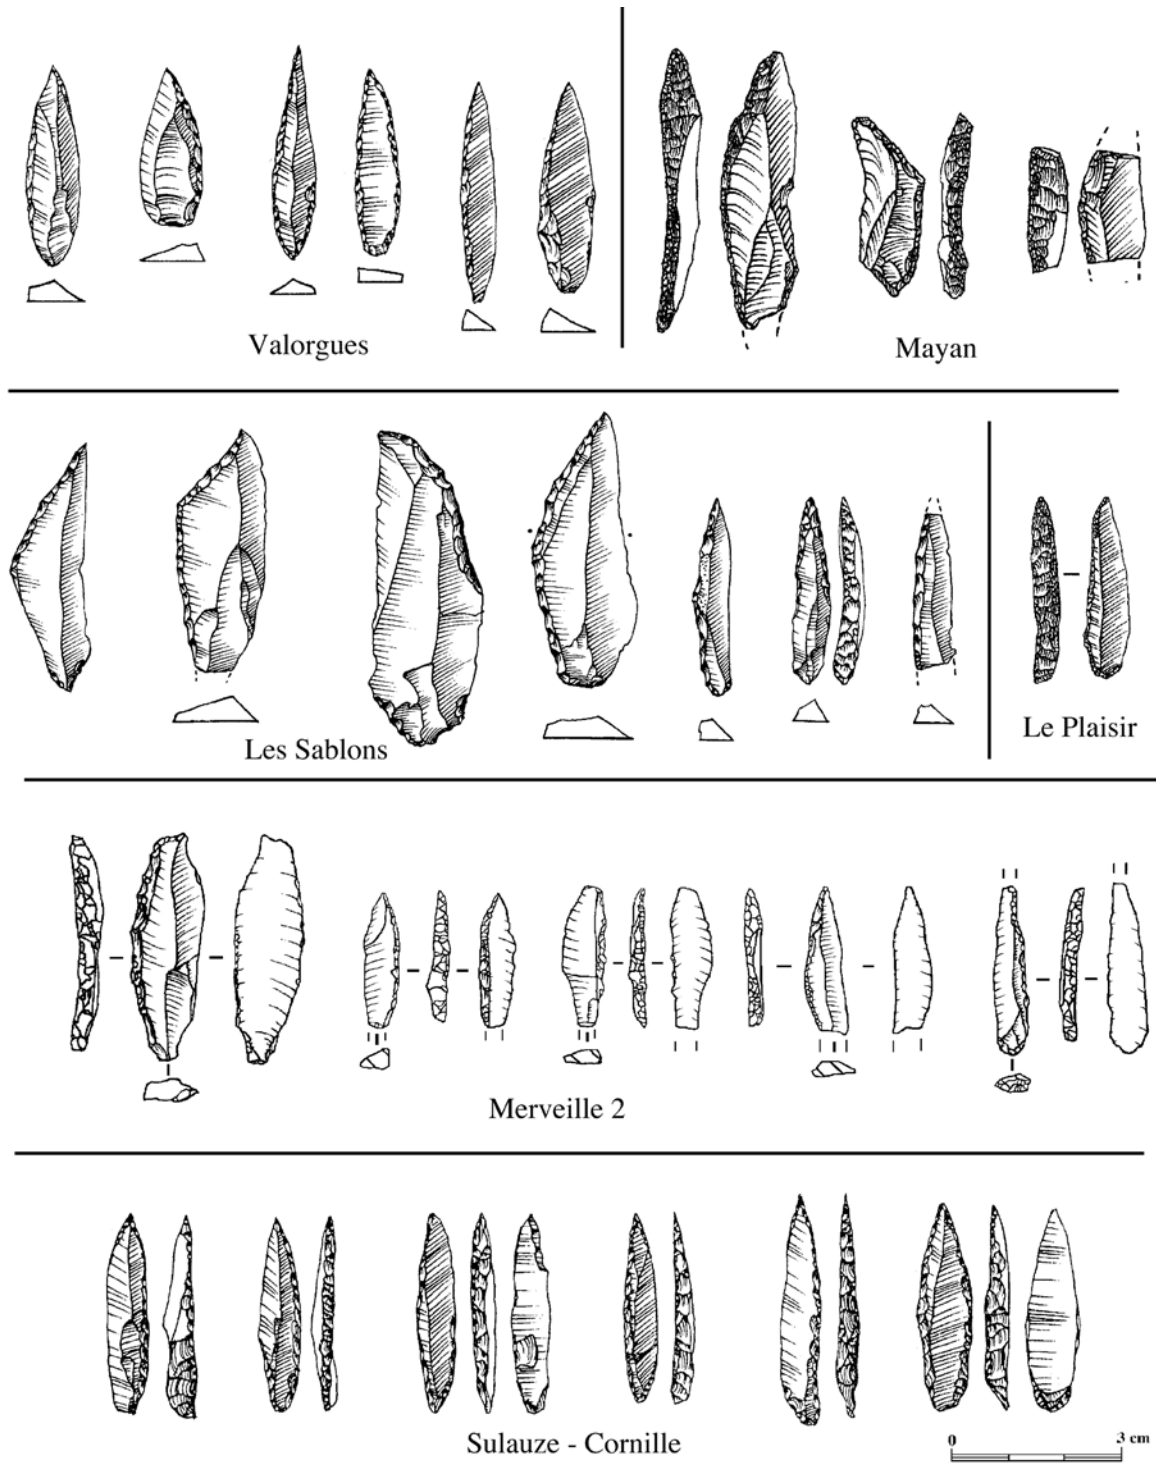 Valorgues
Mayan
Les Sablons
Le Plaisir
Merveille 2
Sulauze - Cornille
0 3 cm